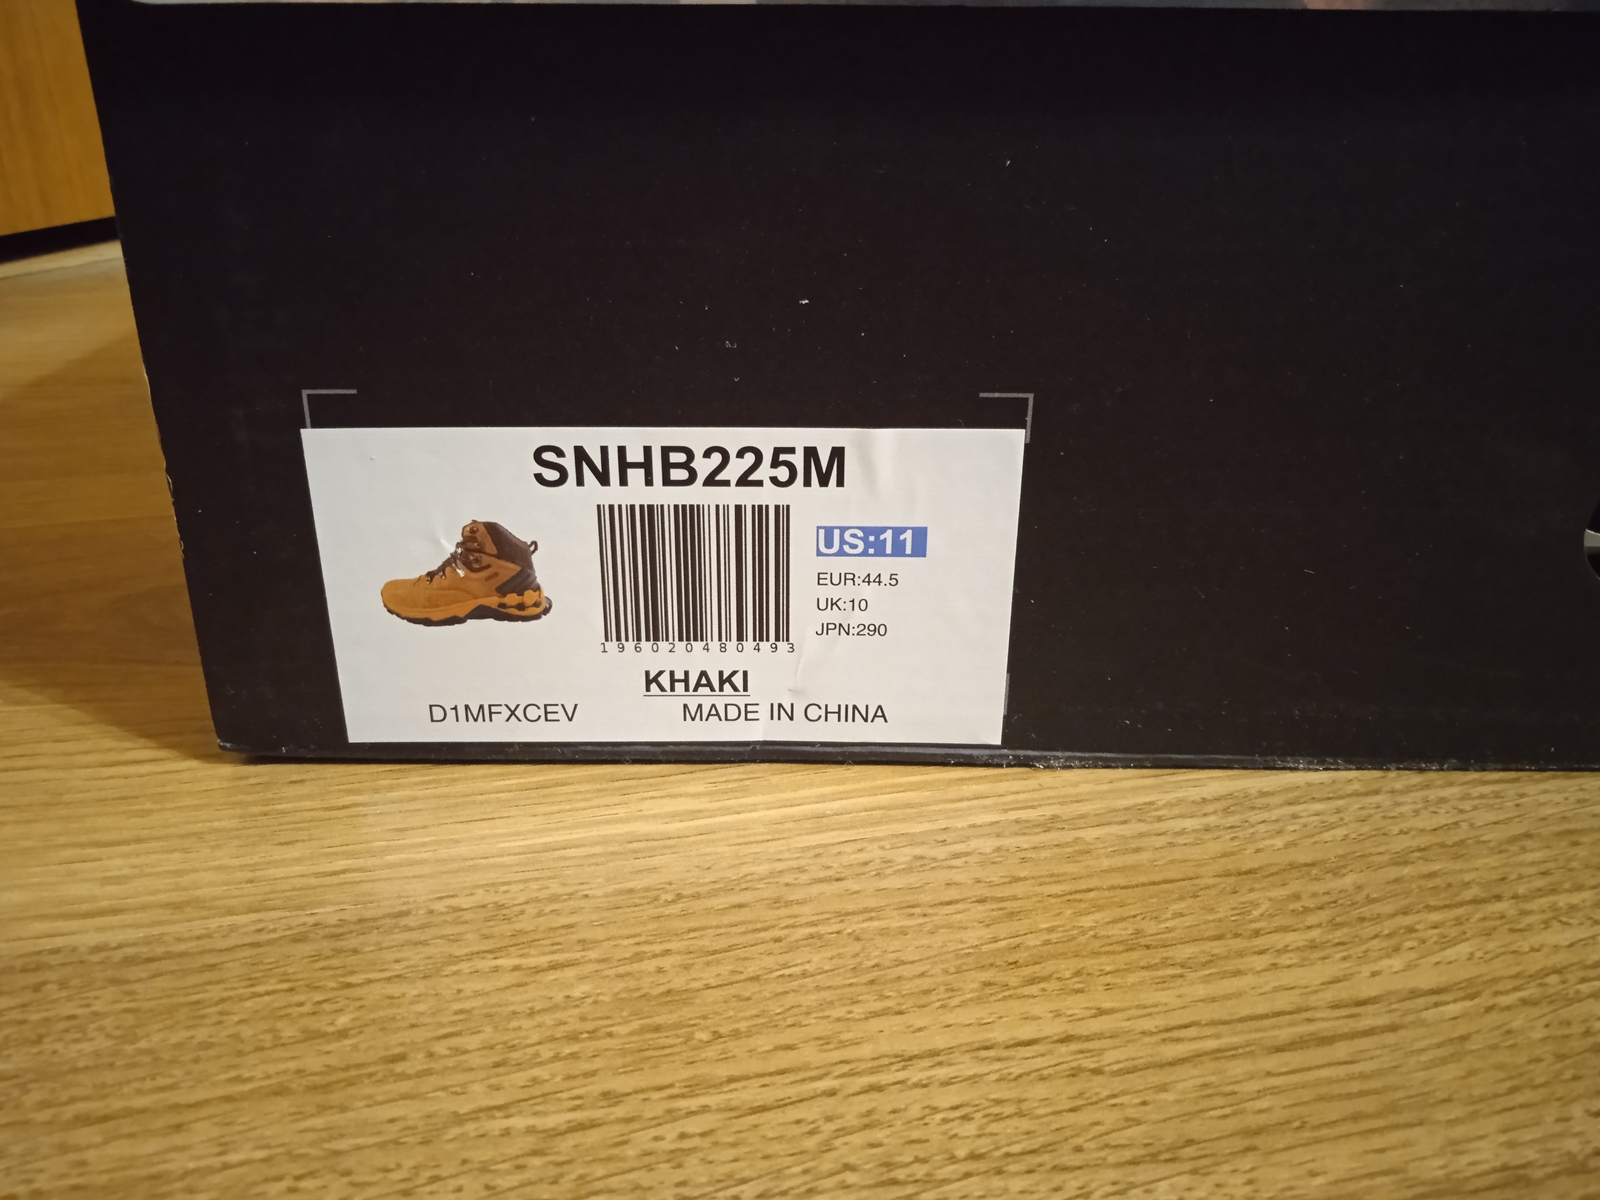 SNHB225M
US:11
EUR:44.5
UK:10
JPN:290
196020480493
KHAKI
D1MFXCEV MADE IN CHINA